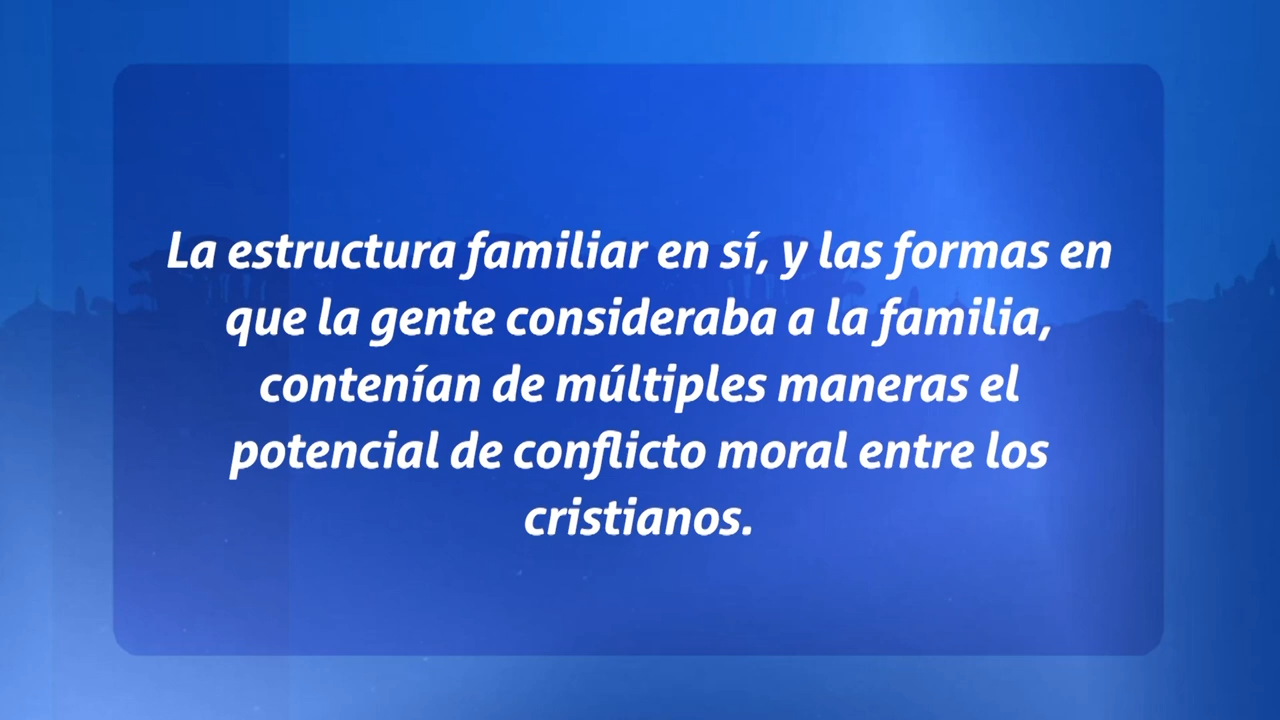 La estructura familiar en sí, y las formas en
que la gente consideraba a la familia,
contenían de múltiples maneras el
potencial de conflicto moral entre los
cristianos.